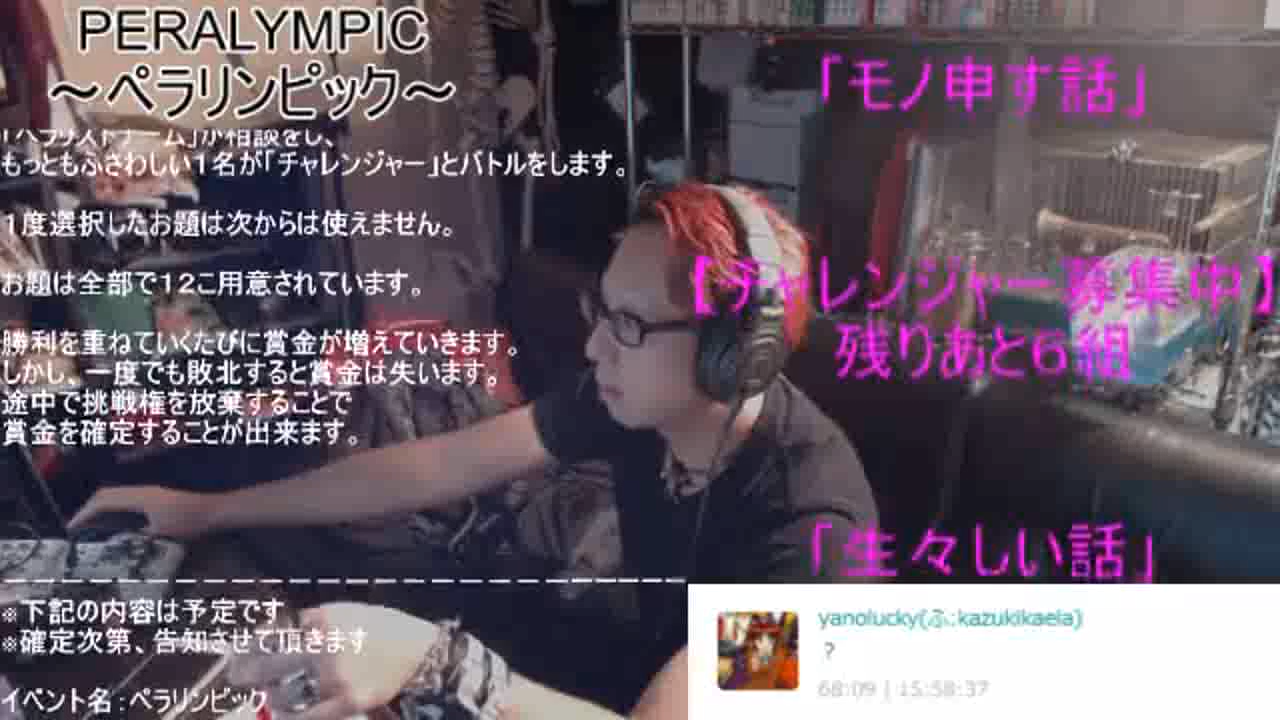 PERALYMPIC
～ペラリンピック～
もっともふさわしい１名が「チャレンジャー」とバトルをします。
１度選択したお題は次からは使えません。
お題は全部で１２こ用意されています。
勝利を重ねていくたびに賞金が増えていきます。
しかし、一度でも敗北すると賞金は失います。
途中で挑戦権を放棄することで
賞金を確定することが出来ます。
※下記の内容は予定です
※確定次第、告知させて頂きます
イベント名：ペラリンピック
「モノ申す話」
【チャレンジャー募集中】
残りあと６組
「生々しい話」
yanolucky(ふ:kazukikaela)
?
68:09 | 15:58:37